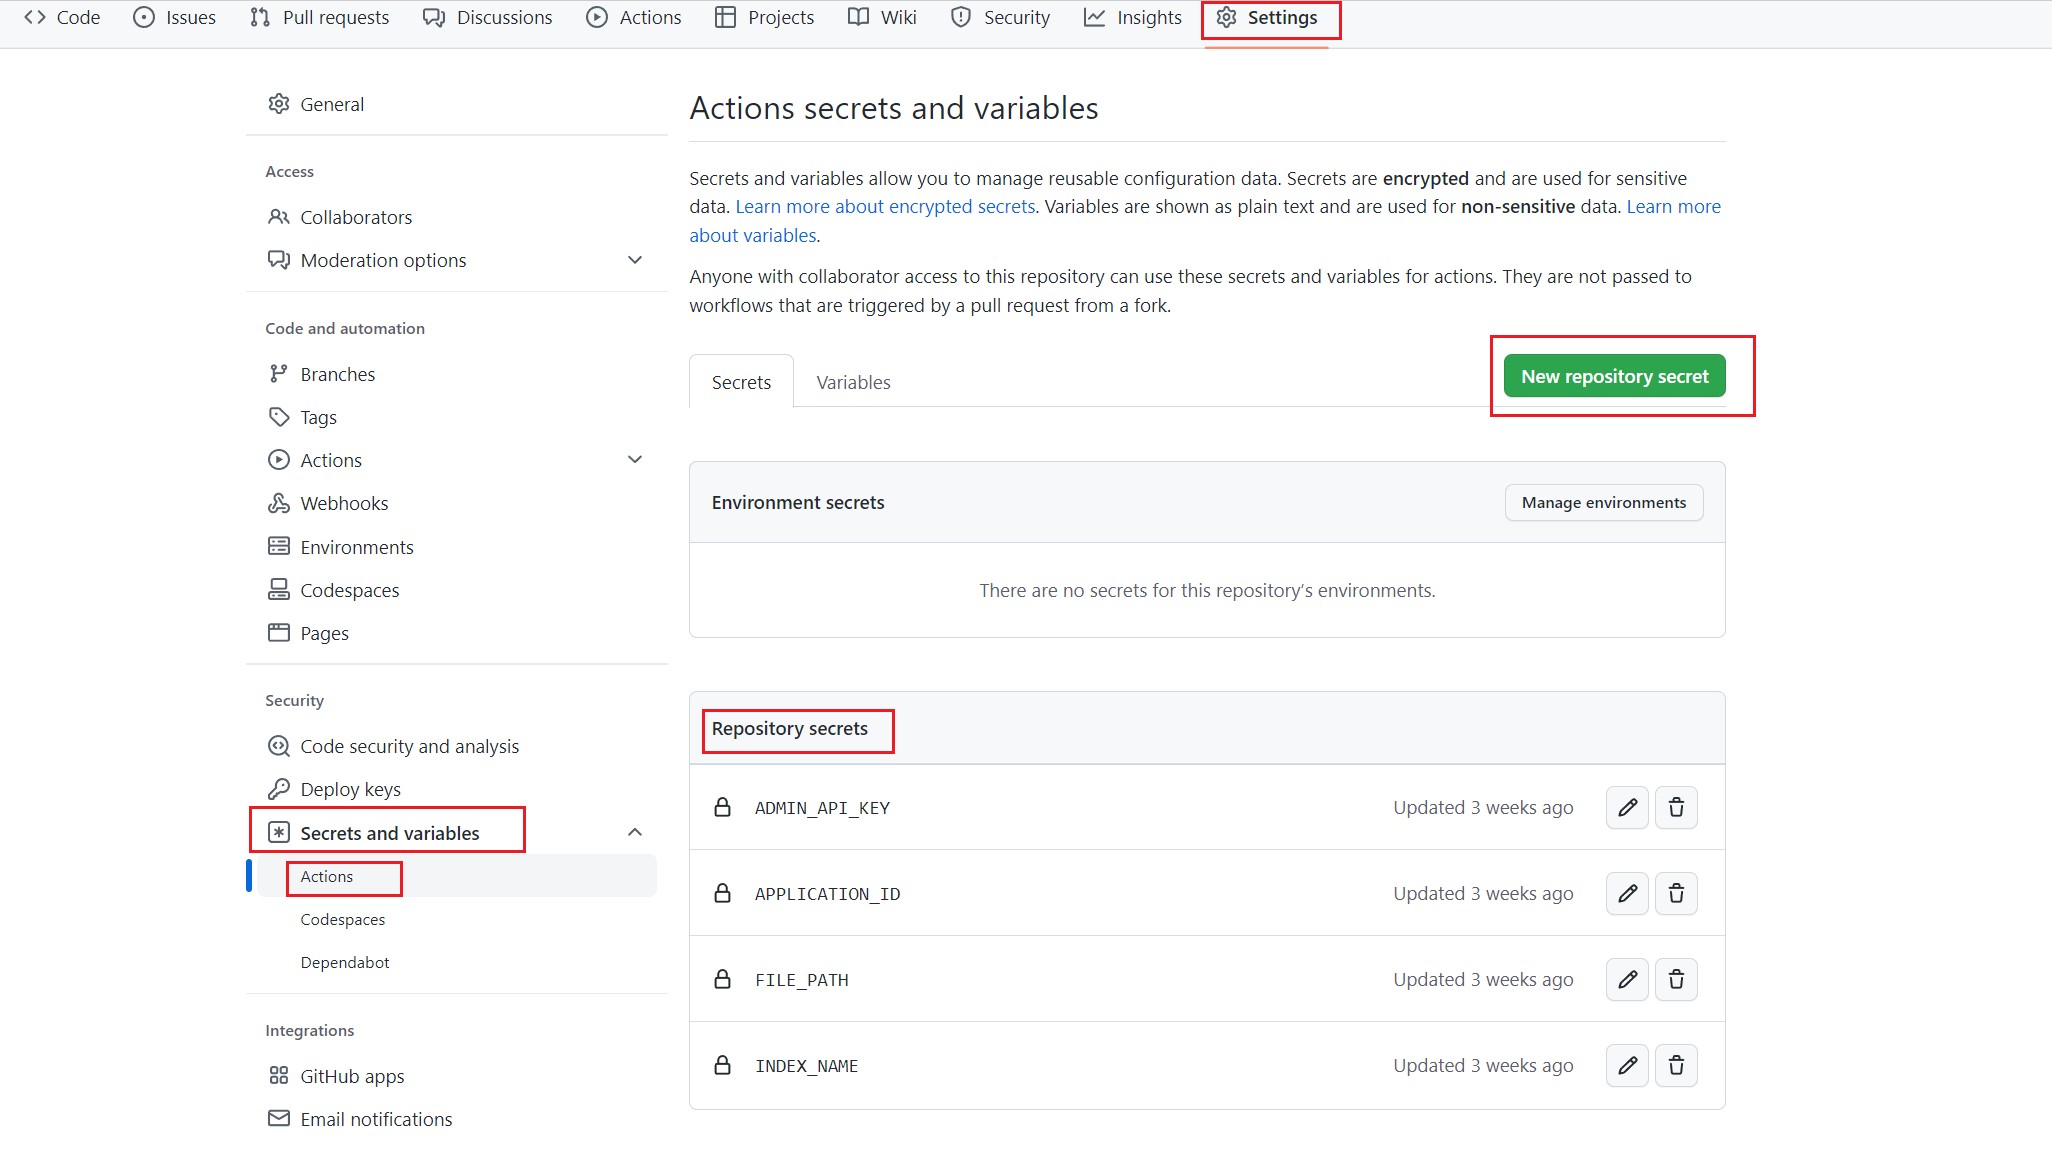 Code Issues Pull requests Discussions Actions Projects Wiki Security Insights Settings
General
Access
Collaborators
Moderation options
Code and automation
Branches
Tags
Actions
Webhooks
Environments
Codespaces
Pages
Security
Code security and analysis
Deploy keys
Secrets and variables
Actions
Codespaces
Dependabot
Integrations
GitHub apps
Email notifications
Actions secrets and variables
Secrets and variables allow you to manage reusable configuration data. Secrets are encrypted and are used for sensitive
data. Learn more about encrypted secrets. Variables are shown as plain text and are used for non-sensitive data. Learn more
about variables.
Anyone with collaborator access to this repository can use these secrets and variables for actions. They are not passed to
workflows that are triggered by a pull request from a fork.
Secrets Variables New repository secret
Environment secrets Manage environments
There are no secrets for this repository’s environments.
Repository secrets
ADMIN_API_KEY Updated 3 weeks ago
APPLICATION_ID Updated 3 weeks ago
FILE_PATH Updated 3 weeks ago
INDEX_NAME Updated 3 weeks ago